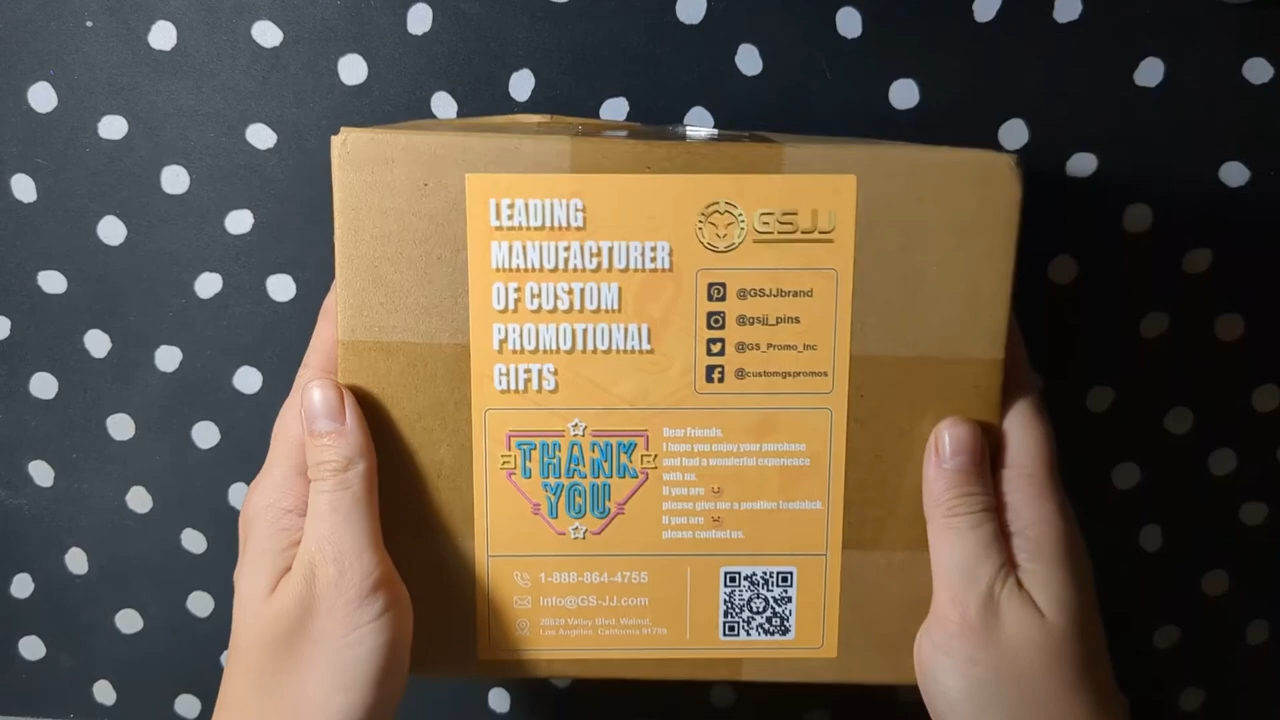 LEADING
MANUFACTURER
OF CUSTOM
PROMOTIONAL
GIFTS
GSJJ
@GSJJbrand
@gsjj_pins
@GS_Promo_Inc
@customgspromos
THANK
YOU
Dear Friends,
I hope you enjoy your purchase
and had a wonderful experience
with us.
If you are
please give me a positive feedabck.
If you are
please contact us.
1-888-864-4755
Info@GS-JJ.com
20829 Valley Blvd. Walnut,
Los Angeles, California 91789